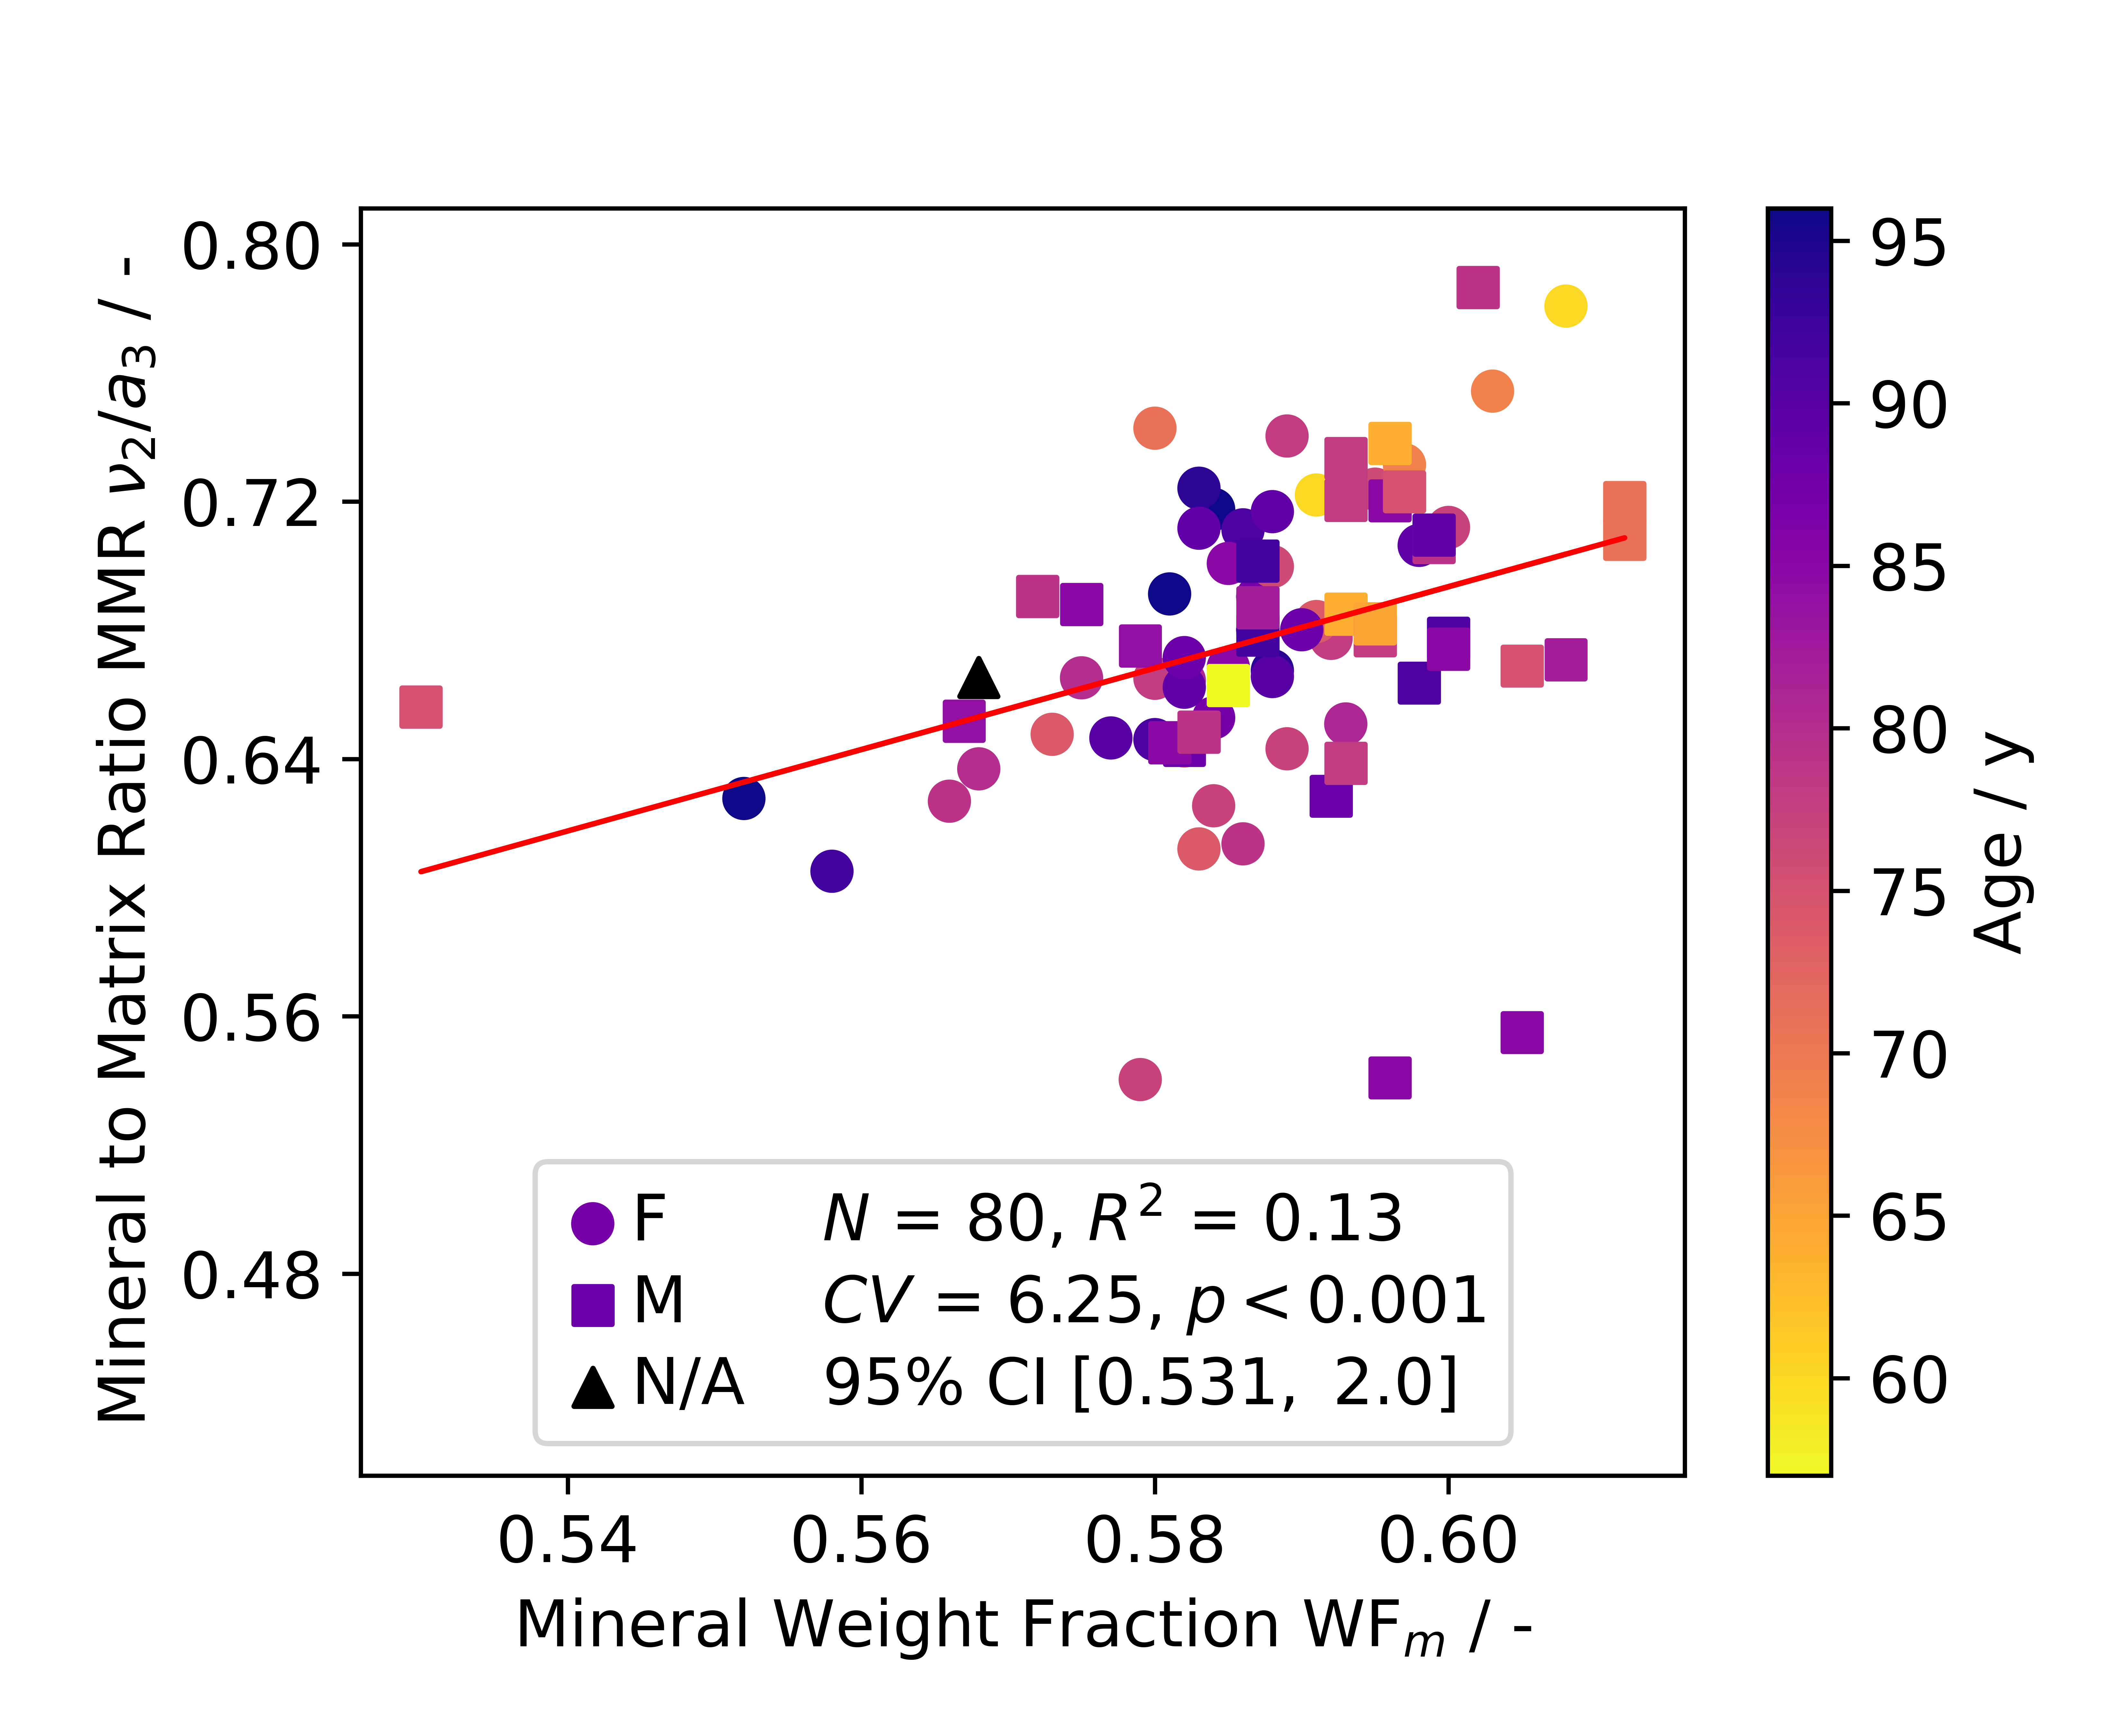 Mineral to Matrix Ratio MMR ν₂/a₃ / -
0.80
0.72
0.64
0.56
0.48
F
M
N/A
N = 80, R² = 0.13
CV = 6.25, p < 0.001
95% CI [0.531, 2.0]
0.54 0.56 0.58 0.60
Mineral Weight Fraction WFₘ / -
95
90
85
80
75
70
65
60
Age / y